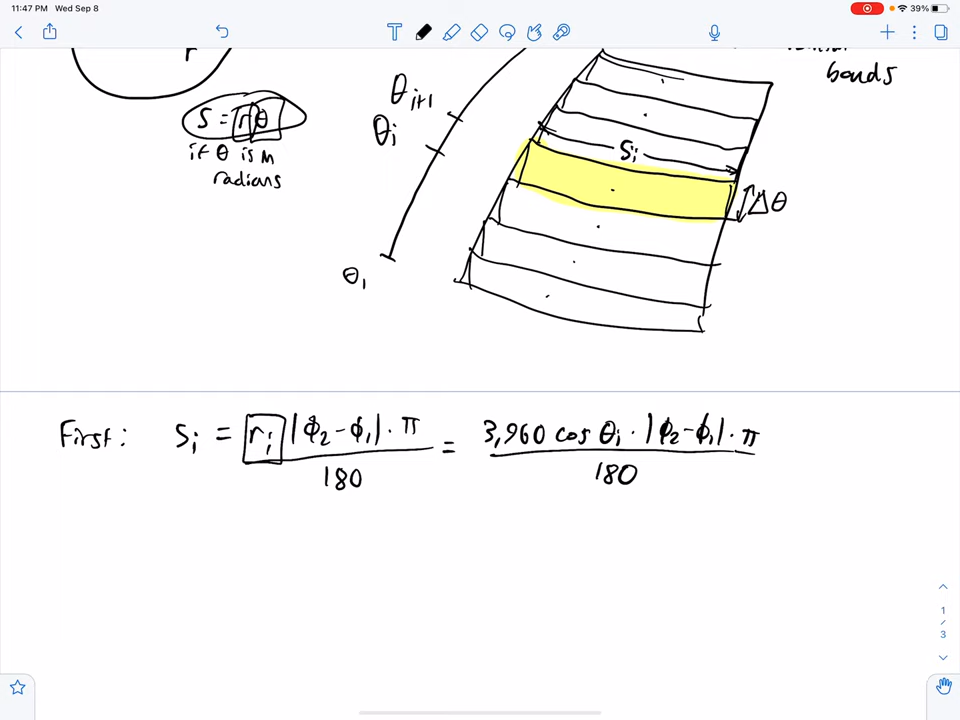 11:47 PM Wed Sep 8
39%
r
bands
θi+1
S = rθ
θi
if θ is in
radians
Si
Δθ
θ1
First: Si = ri |ϕ2 - ϕ1| · π / 180 = 3,960 cos θi · |ϕ2 - ϕ1| · π / 180
1
/
3